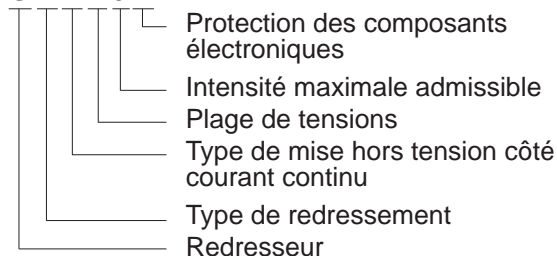 Protection des composants
électroniques
Intensité maximale admissible
Plage de tensions
Type de mise hors tension côté
courant continu
Type de redressement
Redresseur